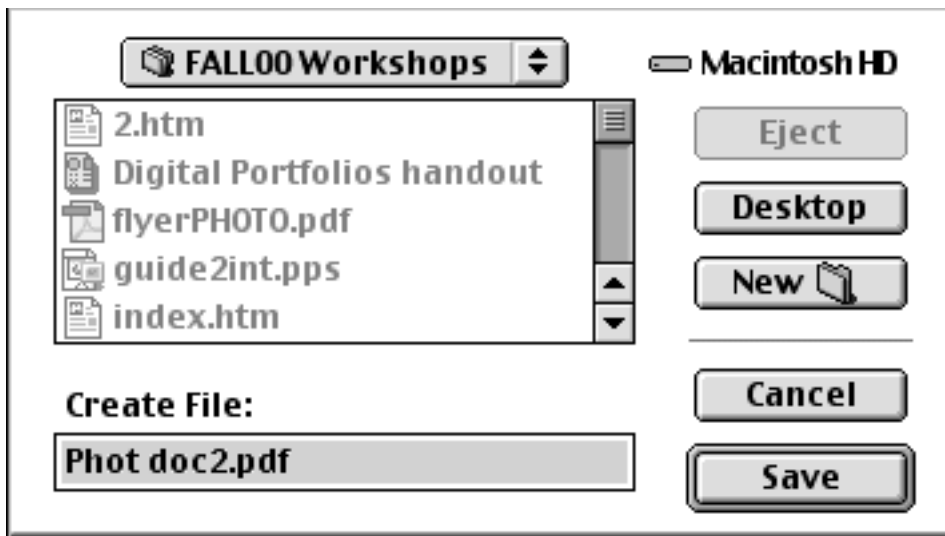 FALL00 Workshops
Macintosh HD
2.htm
Digital Portfolios handout
flyerPHOTO.pdf
guide2int.pps
index.htm
Eject
Desktop
New
Create File:
Phot doc2.pdf
Cancel
Save